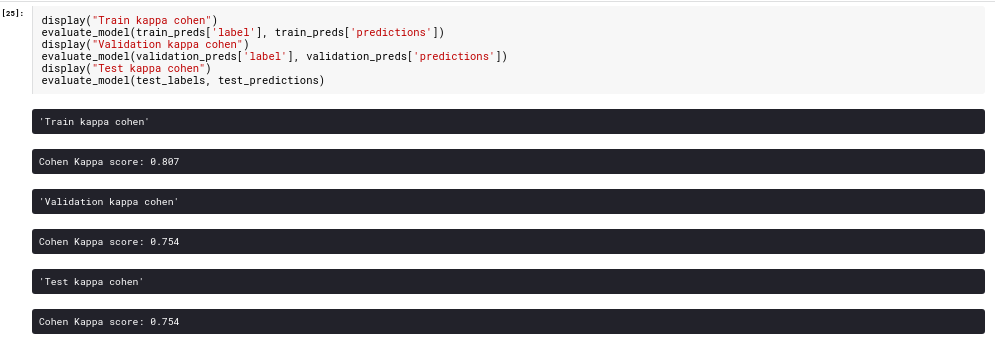 [25]:
display("Train kappa cohen")
evaluate_model(train_preds['label'], train_preds['predictions'])
display("Validation kappa cohen")
evaluate_model(validation_preds['label'], validation_preds['predictions'])
display("Test kappa cohen")
evaluate_model(test_labels, test_predictions)
'Train kappa cohen'
Cohen Kappa score: 0.807
'Validation kappa cohen'
Cohen Kappa score: 0.754
'Test kappa cohen'
Cohen Kappa score: 0.754